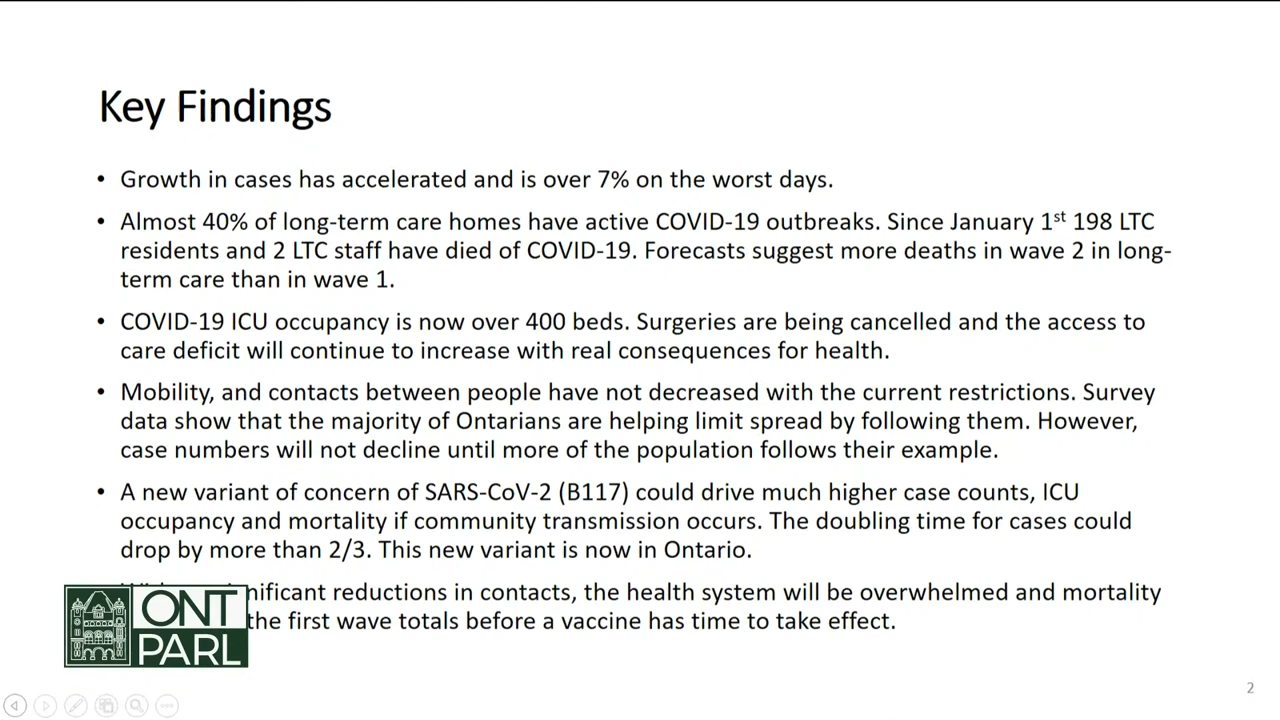 Key Findings
• Growth in cases has accelerated and is over 7% on the worst days.
• Almost 40% of long-term care homes have active COVID-19 outbreaks. Since January 1st 198 LTC
residents and 2 LTC staff have died of COVID-19. Forecasts suggest more deaths in wave 2 in long-
term care than in wave 1.
• COVID-19 ICU occupancy is now over 400 beds. Surgeries are being cancelled and the access to
care deficit will continue to increase with real consequences for health.
• Mobility, and contacts between people have not decreased with the current restrictions. Survey
data show that the majority of Ontarians are helping limit spread by following them. However,
case numbers will not decline until more of the population follows their example.
• A new variant of concern of SARS-CoV-2 (B117) could drive much higher case counts, ICU
occupancy and mortality if community transmission occurs. The doubling time for cases could
drop by more than 2/3. This new variant is now in Ontario.
reductions in contacts, the health system will be overwhelmed and mortality
the first wave totals before a vaccine has time to take effect.
ONT
PARL
2